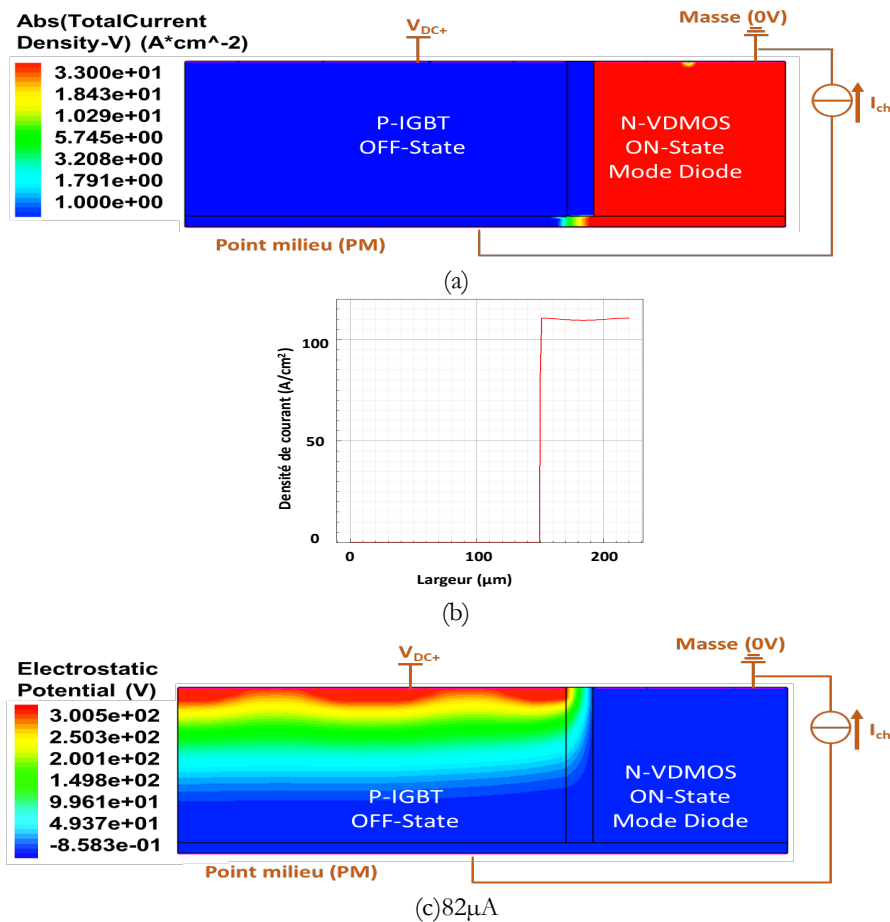 Abs(TotalCurrent
Density-V) (A*cm^-2)
3.300e+01
1.843e+01
1.029e+01
5.745e+00
3.208e+00
1.791e+00
1.000e+00
V_DC+
Masse (0V)
I_ch
P-IGBT
OFF-State
N-VDMOS
ON-State
Mode Diode
Point milieu (PM)
(a)
Densité de courant (A/cm²)
100
50
0
0 100 200
Largeur (µm)
(b)
Electrostatic
Potential (V)
3.005e+02
2.503e+02
2.001e+02
1.498e+02
9.961e+01
4.937e+01
-8.583e-01
V_DC+
Masse (0V)
I_ch
P-IGBT
OFF-State
N-VDMOS
ON-State
Mode Diode
Point milieu (PM)
(c)82µA